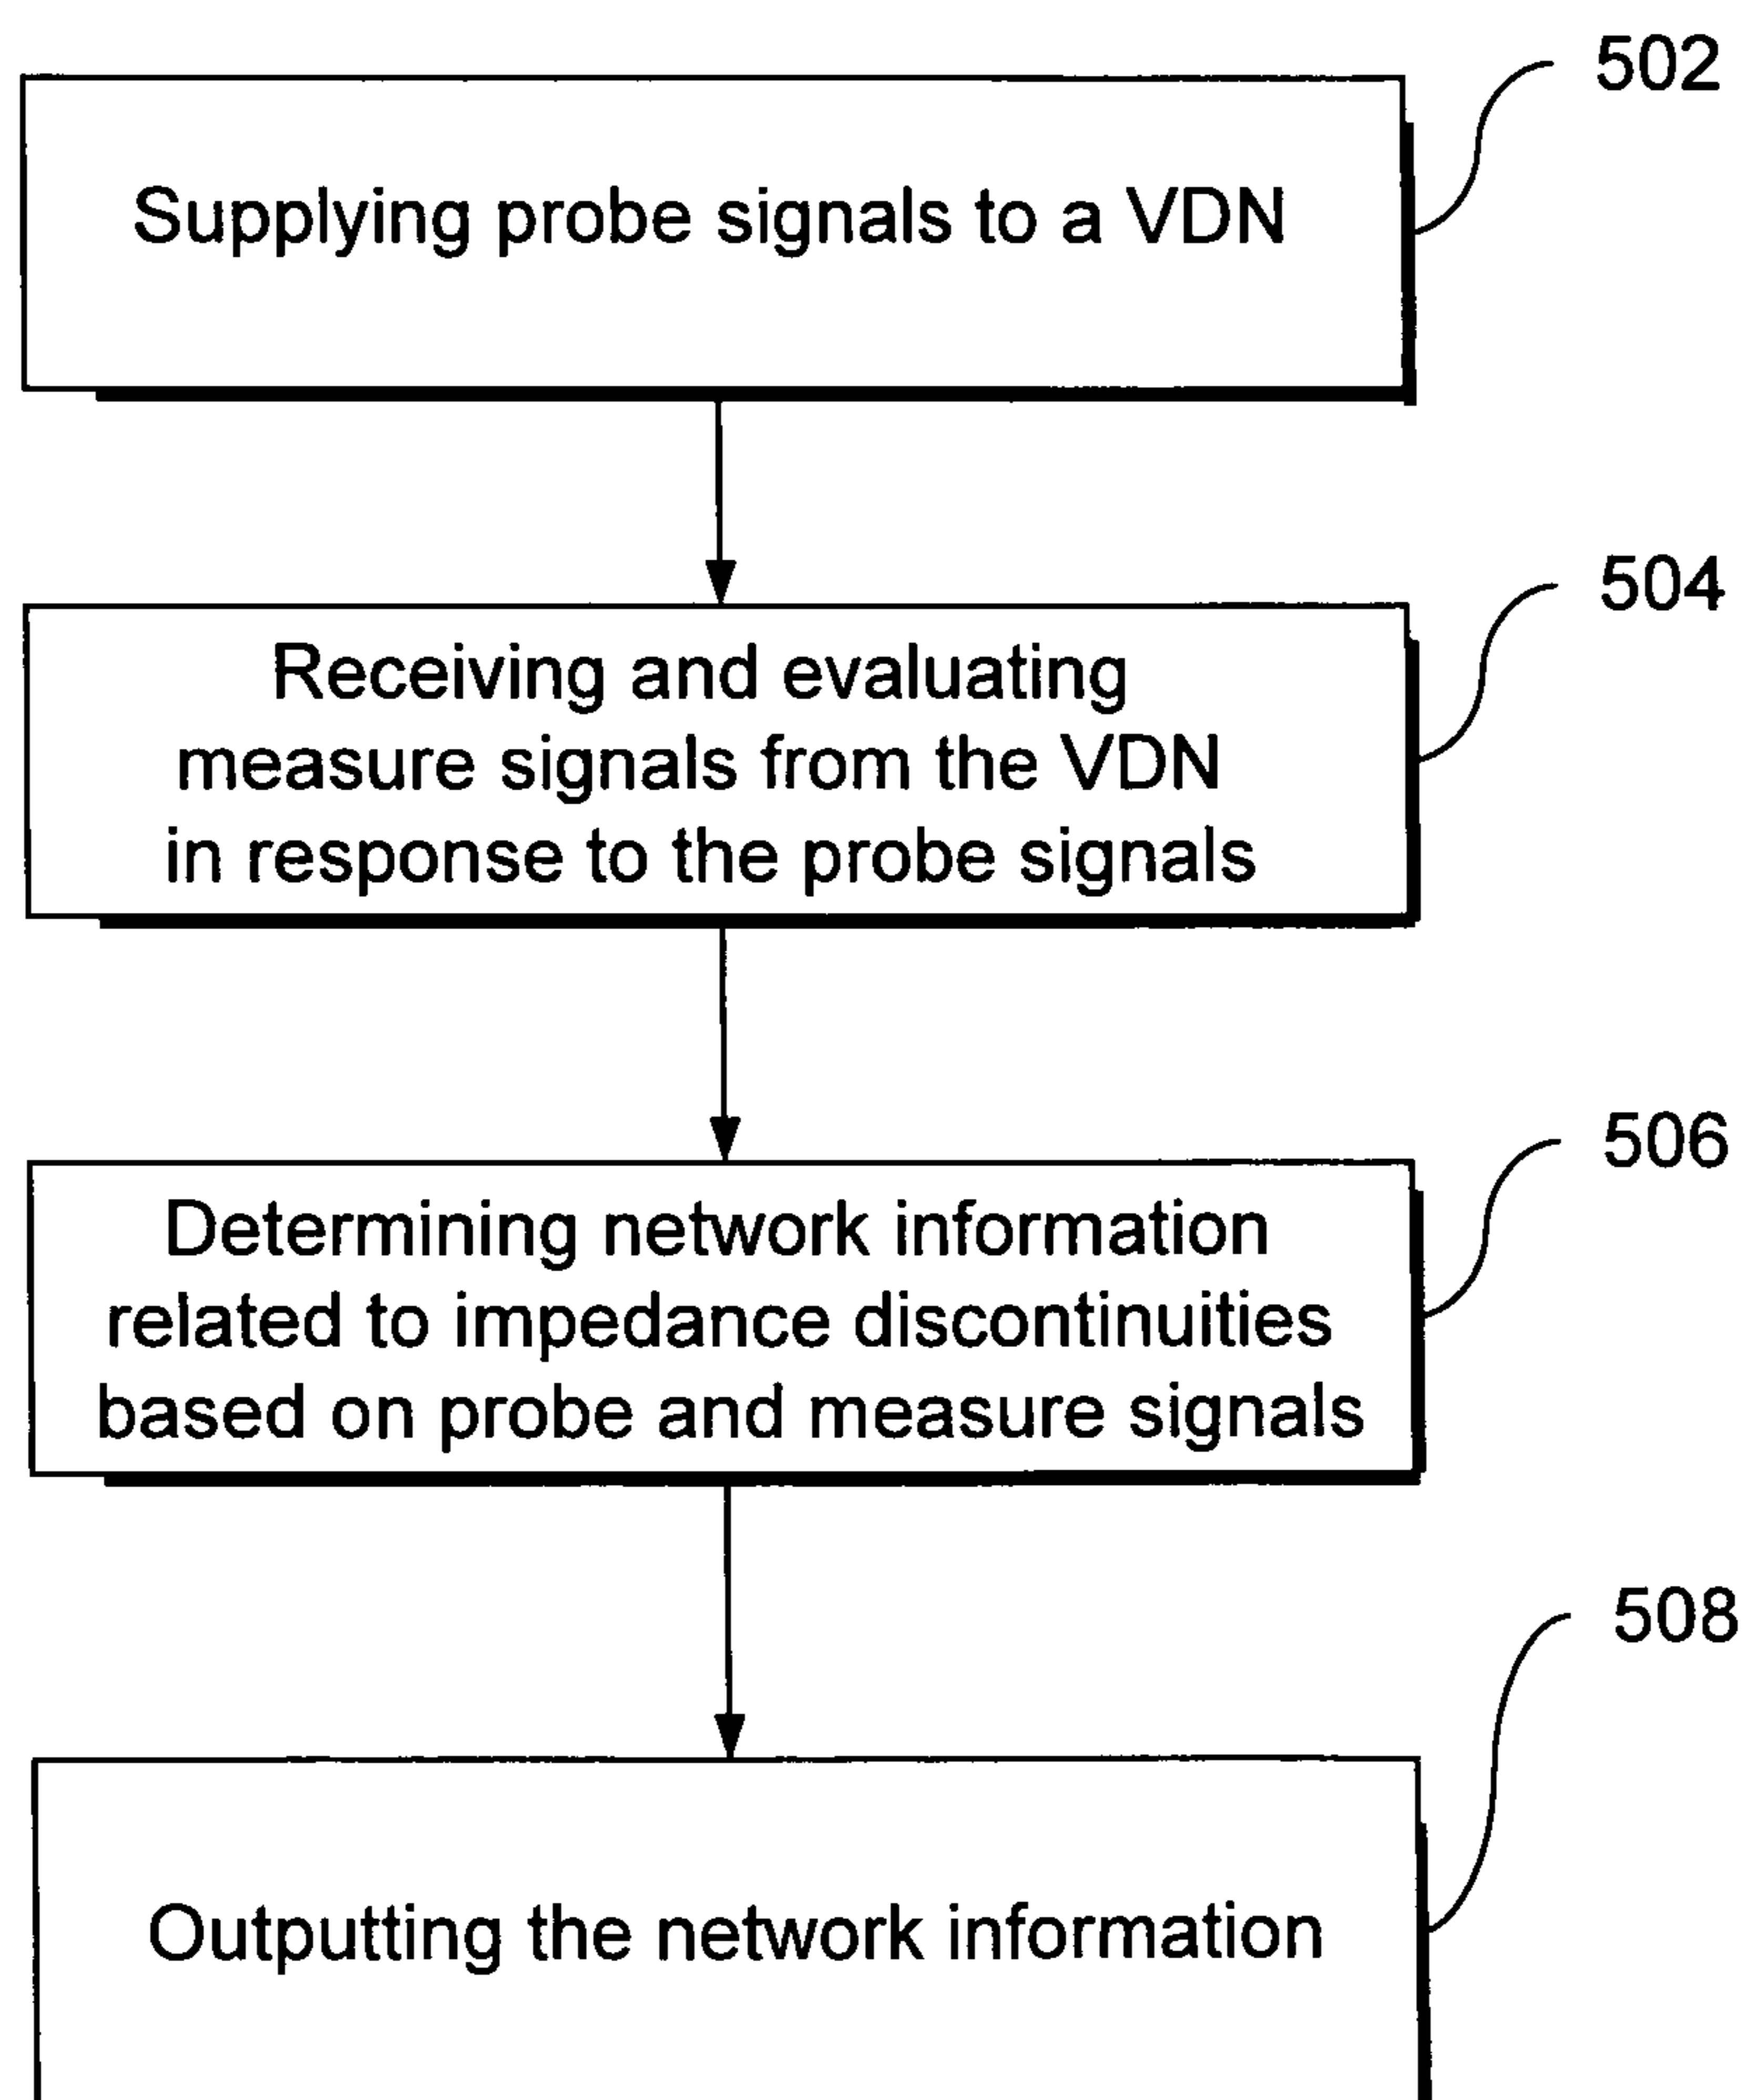 502
Supplying probe signals to a VDN
504
Receiving and evaluating
measure signals from the VDN
in response to the probe signals
506
Determining network information
related to impedance discontinuities
based on probe and measure signals
508
Outputting the network information